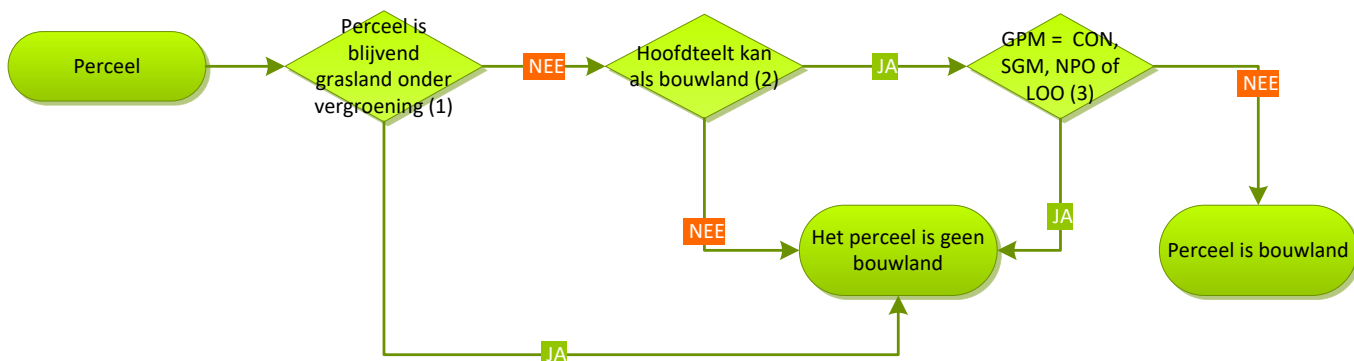 Perceel
Perceel is
blijvend
grasland onder
vergroening (1)
NEE
Hoofdteelt kan
als bouwland (2)
JA
GPM = CON,
SGM, NPO of
LOO (3)
NEE
NEE
JA
Het perceel is geen
bouwland
Perceel is bouwland
JA